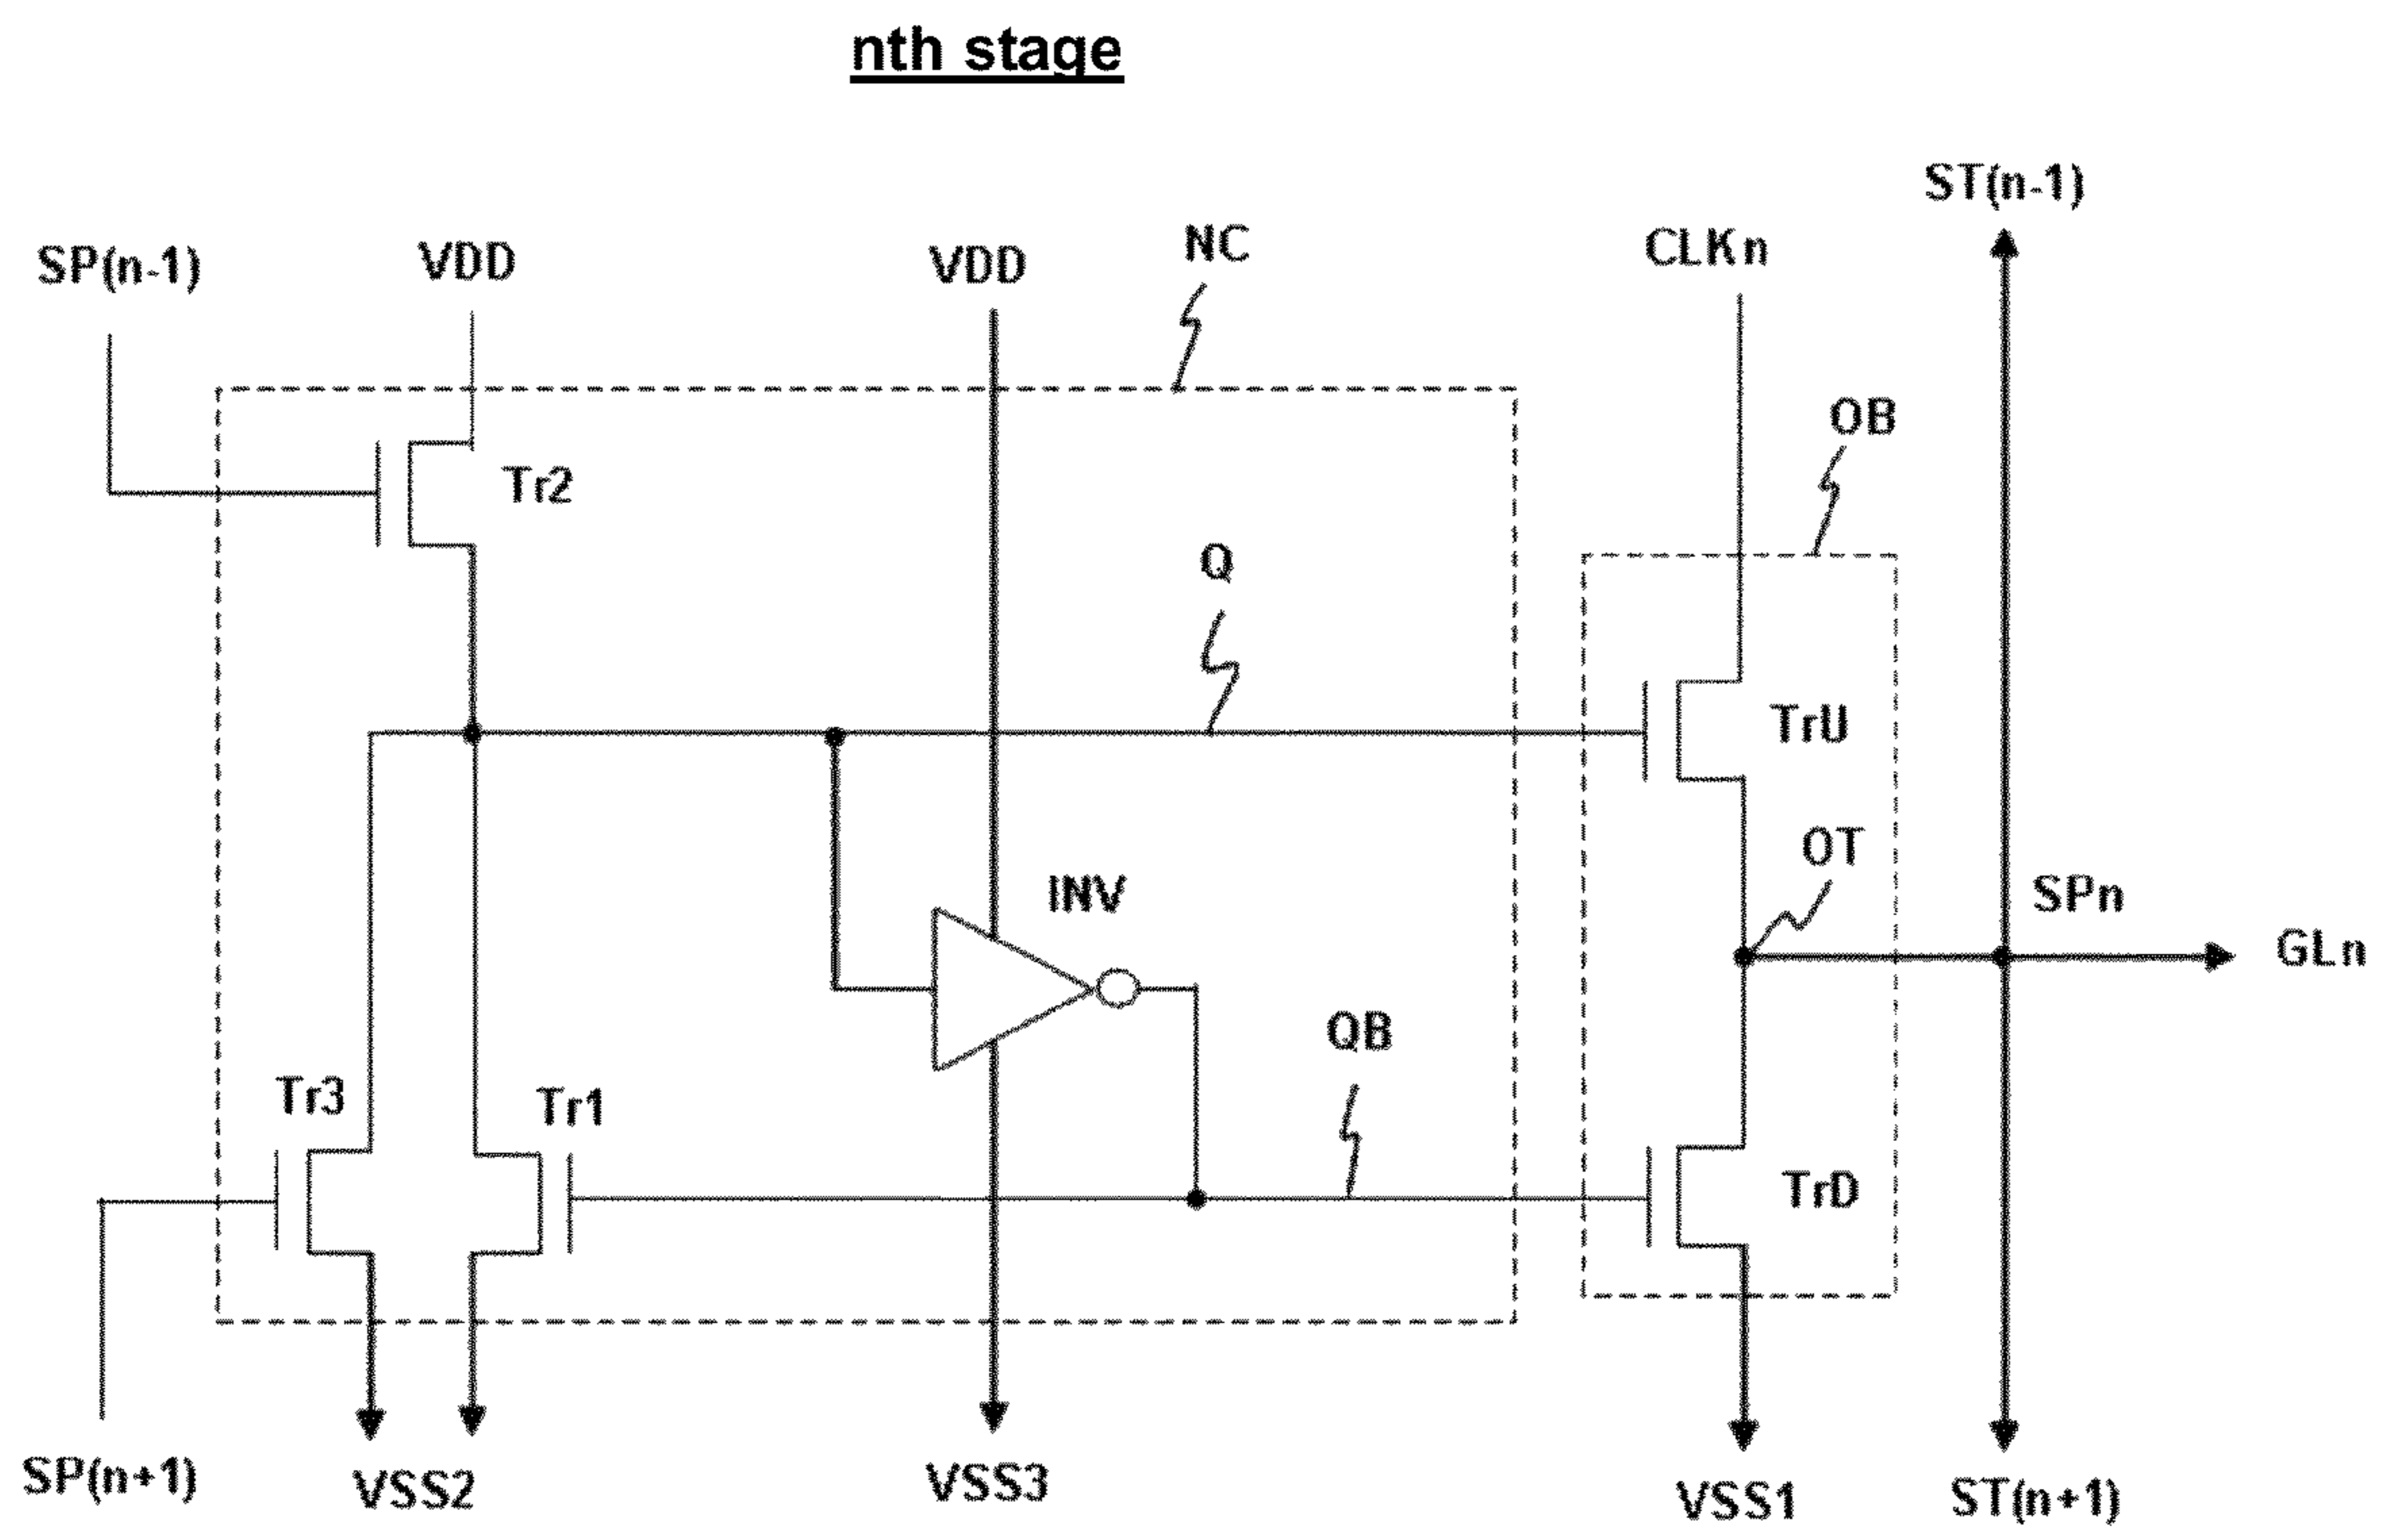 nth stage
ST(n-1)
SP(n-1)
VDD
VDD
NC
CLKn
OB
Tr2
Q
TrU
OT
SPn
INV
GLn
QB
Tr3
Tr1
TrD
SP(n+1)
VSS2
VSS3
VSS1
ST(n+1)